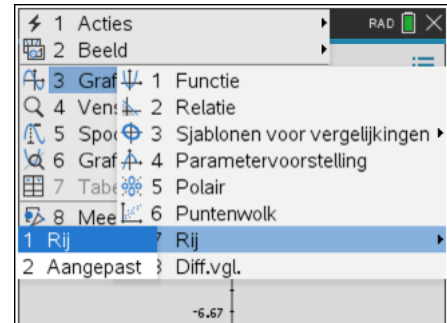 1 Acties
RAD
2 Beeld
3 Graf
1 Functie
4 Vens
2 Relatie
5 Spoo
3 Sjablonen voor vergelijkingen
6 Graf
4 Parametervoorstelling
7 Tabe
5 Polair
8 Mee
6 Puntenwolk
1 Rij
7 Rij
2 Aangepast
8 Diff.vgl.
-6.67